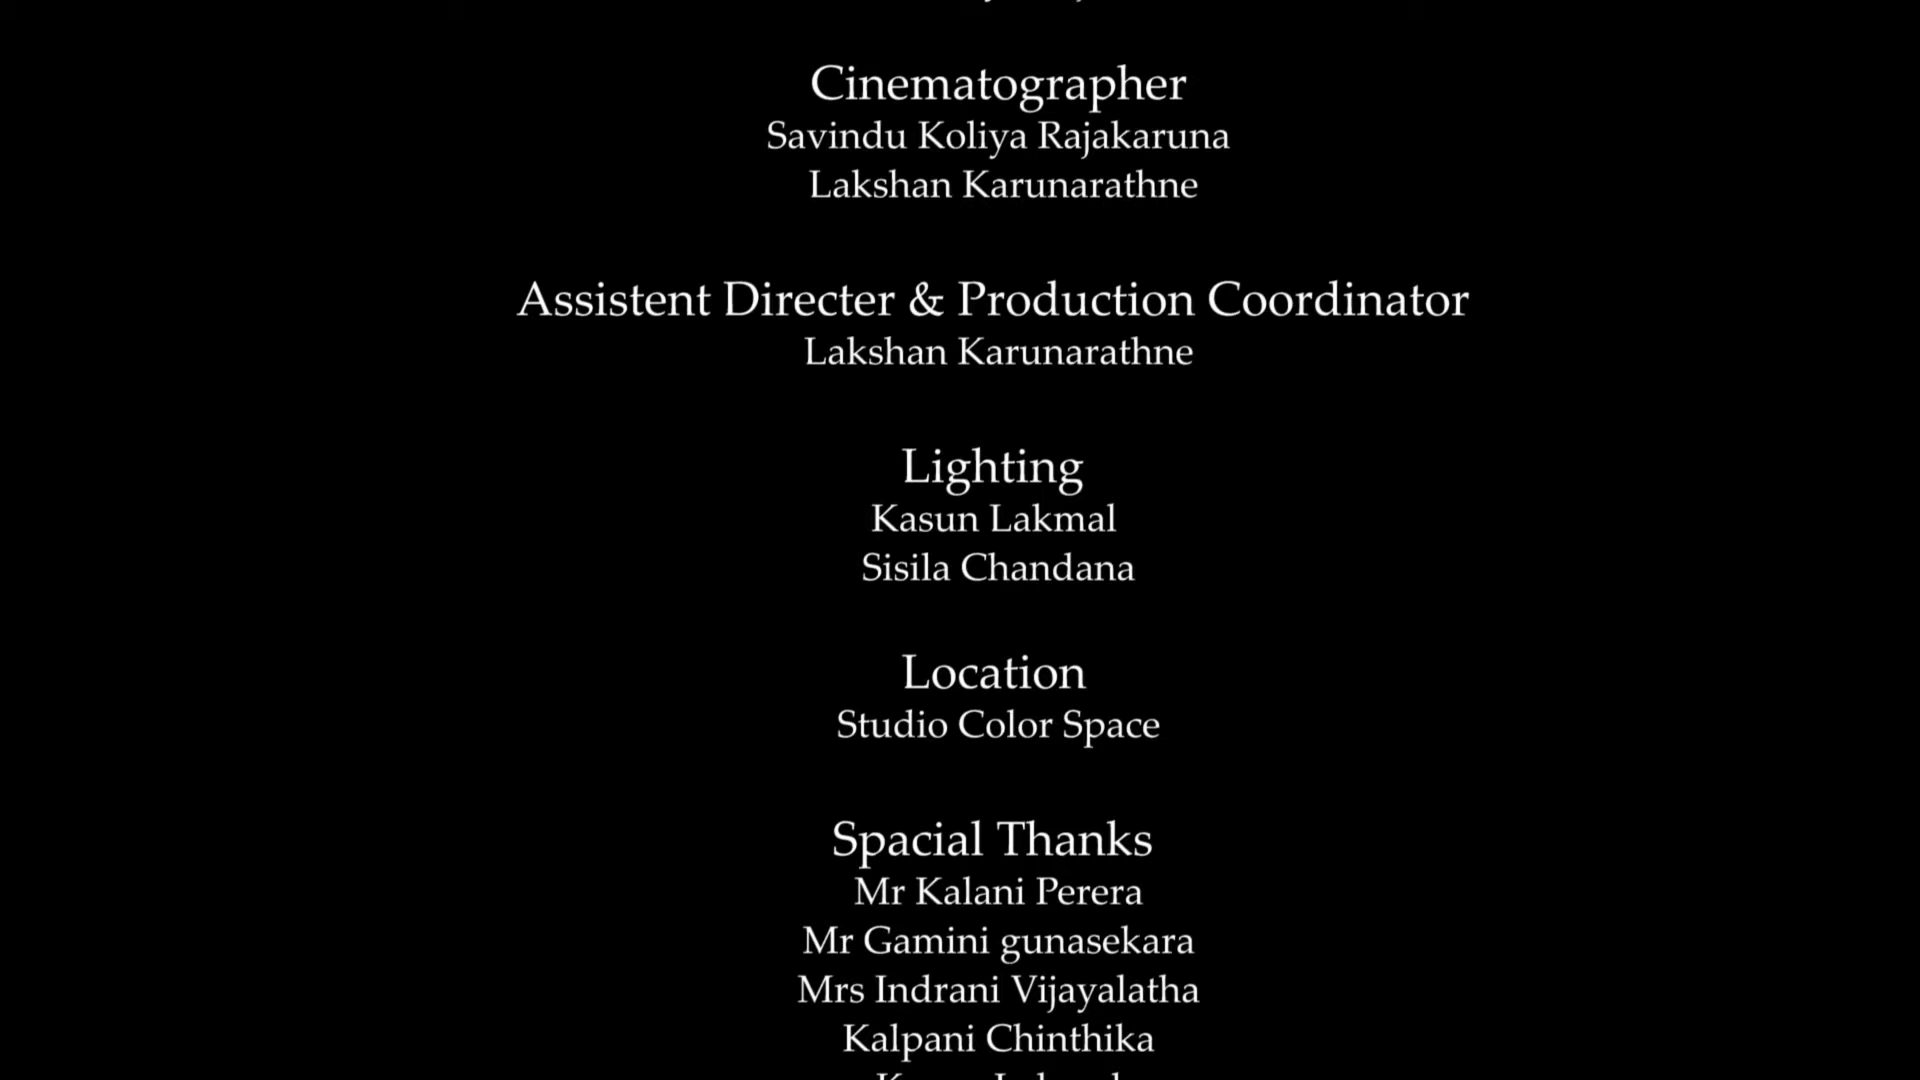 Cinematographer
Savindu Koliya Rajakaruna
Lakshan Karunarathne
Assistent Directer & Production Coordinator
Lakshan Karunarathne
Lighting
Kasun Lakmal
Sisila Chandana
Location
Studio Color Space
Spacial Thanks
Mr Kalani Perera
Mr Gamini gunasekara
Mrs Indrani Vijayalatha
Kalpani Chinthika